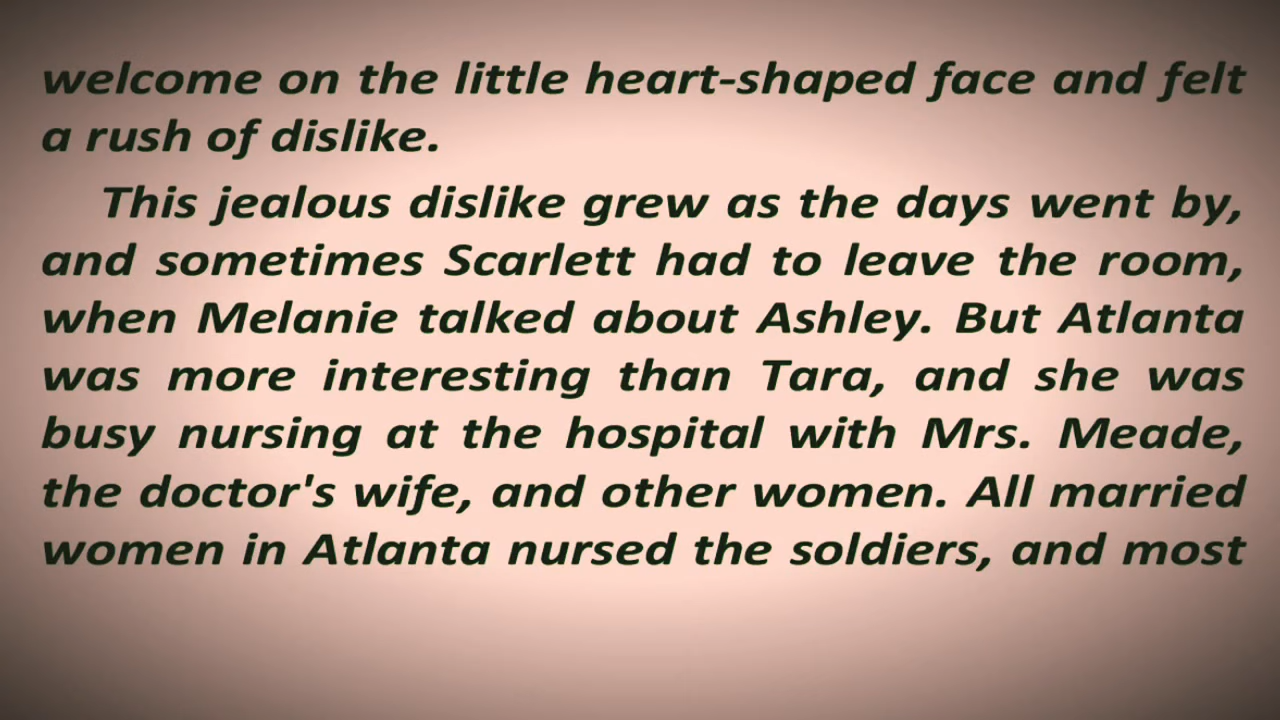 welcome on the little heart-shaped face and felt
a rush of dislike.
This jealous dislike grew as the days went by,
and sometimes Scarlett had to leave the room,
when Melanie talked about Ashley. But Atlanta
was more interesting than Tara, and she was
busy nursing at the hospital with Mrs. Meade,
the doctor's wife, and other women. All married
women in Atlanta nursed the soldiers, and most